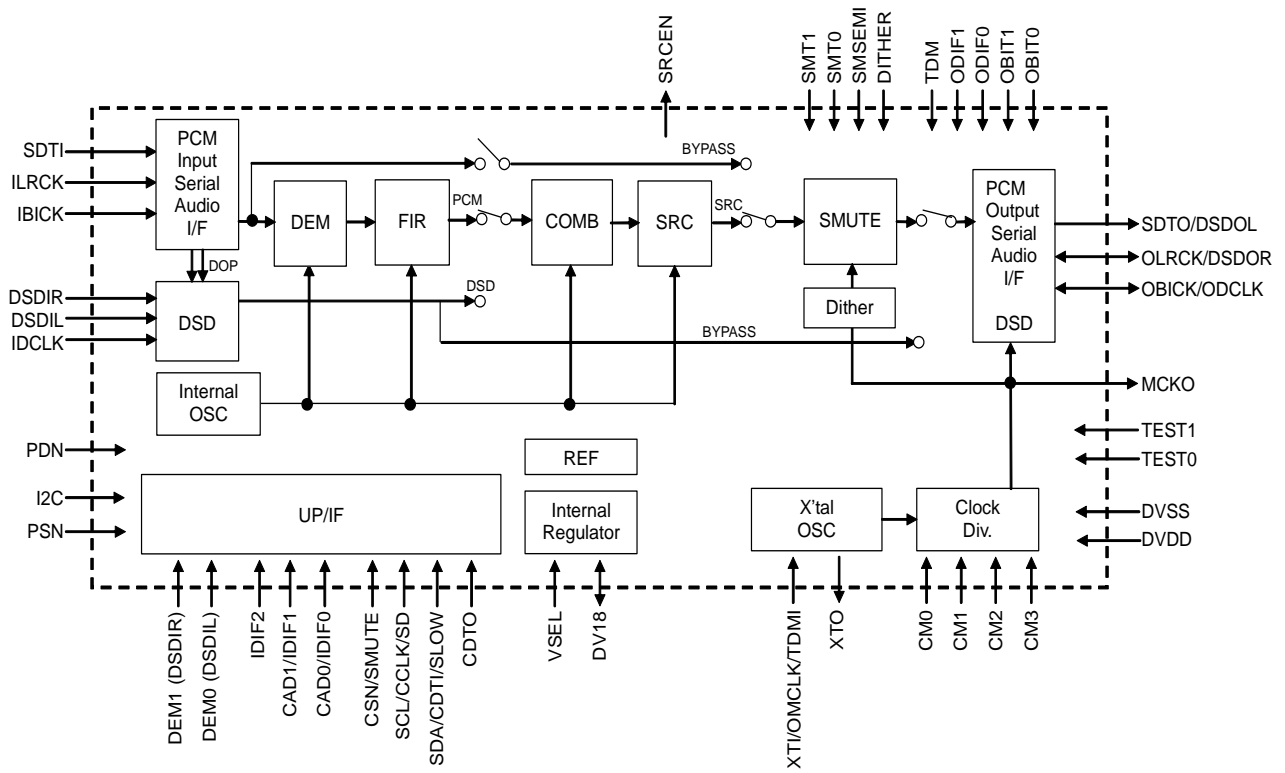 SRCEN
SMT1
SMT0
SMSEMI
DITHER
TDM
ODIF1
ODIF0
OBIT1
OBIT0
SDTI
ILRCK
IBICK
PCM
Input
Serial
Audio
I/F
BYPASS
DEM
FIR
PCM
COMB
SRC
SRC
SMUTE
PCM
Output
Serial
Audio
I/F
DSD
SDTO/DSDOL
OLRCK/DSDOR
OBICK/ODCLK
DOP
DSDIR
DSDIL
IDCLK
DSD
DSD
Dither
BYPASS
Internal
OSC
MCKO
PDN
I2C
PSN
REF
TEST1
TEST0
UP/IF
Internal
Regulator
X'tal
OSC
Clock
Div.
DVSS
DVDD
DEM1 (DSDIR)
DEM0 (DSDIL)
IDIF2
CAD1/IDIF1
CAD0/IDIF0
CSN/SMUTE
SCL/CCLK/SD
SDA/CDTI/SLOW
CDTO
VSEL
DV18
XTI/OMCLK/TDMI
XTO
CM0
CM1
CM2
CM3